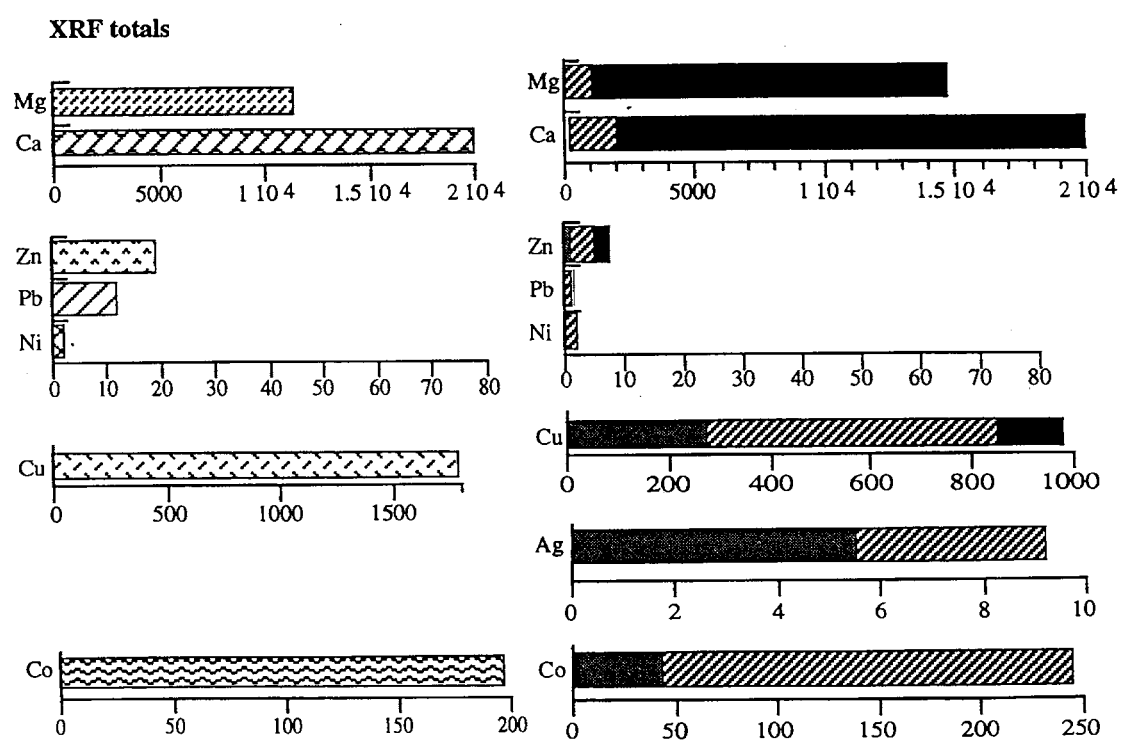 XRF totals
Mg
Ca
0 5000 1 10 4 1.5 10 4 2 10 4
Mg
Ca
0 5000 1 10 4 1.5 10 4 2 10 4
Zn
Pb
Ni
0 10 20 30 40 50 60 70 80
Zn
Pb
Ni
0 10 20 30 40 50 60 70 80
Cu
0 500 1000 1500
Cu
0 200 400 600 800 1000
Ag
0 2 4 6 8 10
Co
0 50 100 150 200
Co
0 50 100 150 200 250